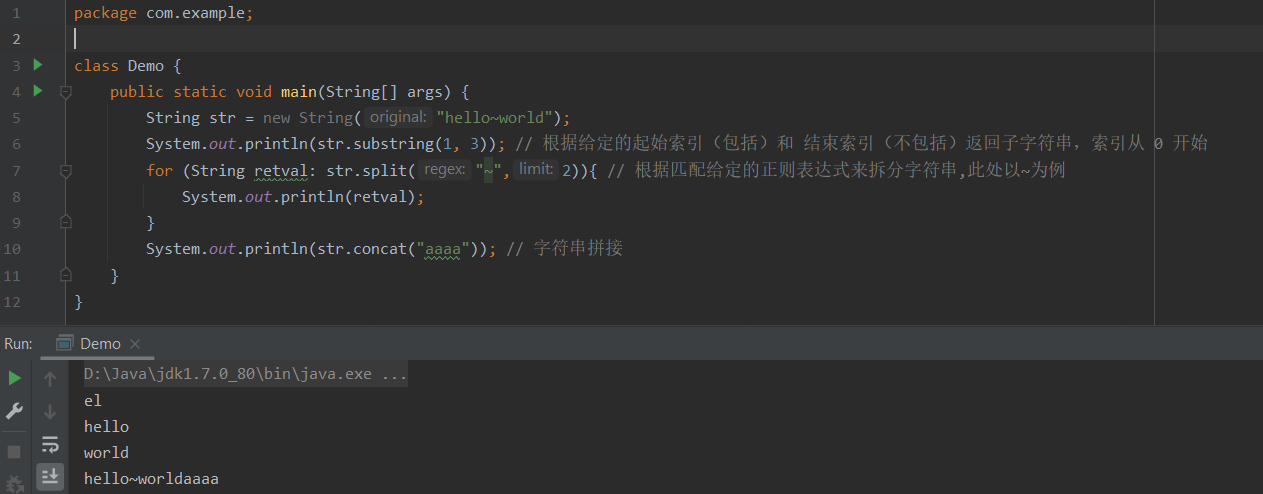 1 package com.example;
2
3 class Demo {
4 public static void main(String[] args) {
5 String str = new String( original: "hello~world");
6 System.out.println(str.substring(1, 3)); // 根据给定的起始索引（包括）和 结束索引（不包括）返回子字符串，索引从 0 开始
7 for (String retval: str.split( regex: "~", limit: 2)){ // 根据匹配给定的正则表达式来拆分字符串,此处以~为例
8 System.out.println(retval);
9 }
10 System.out.println(str.concat("aaaa")); // 字符串拼接
11 }
12 }
Run: Demo
D:\Java\jdk1.7.0_80\bin\java.exe ...
el
hello
world
hello~worldaaaa